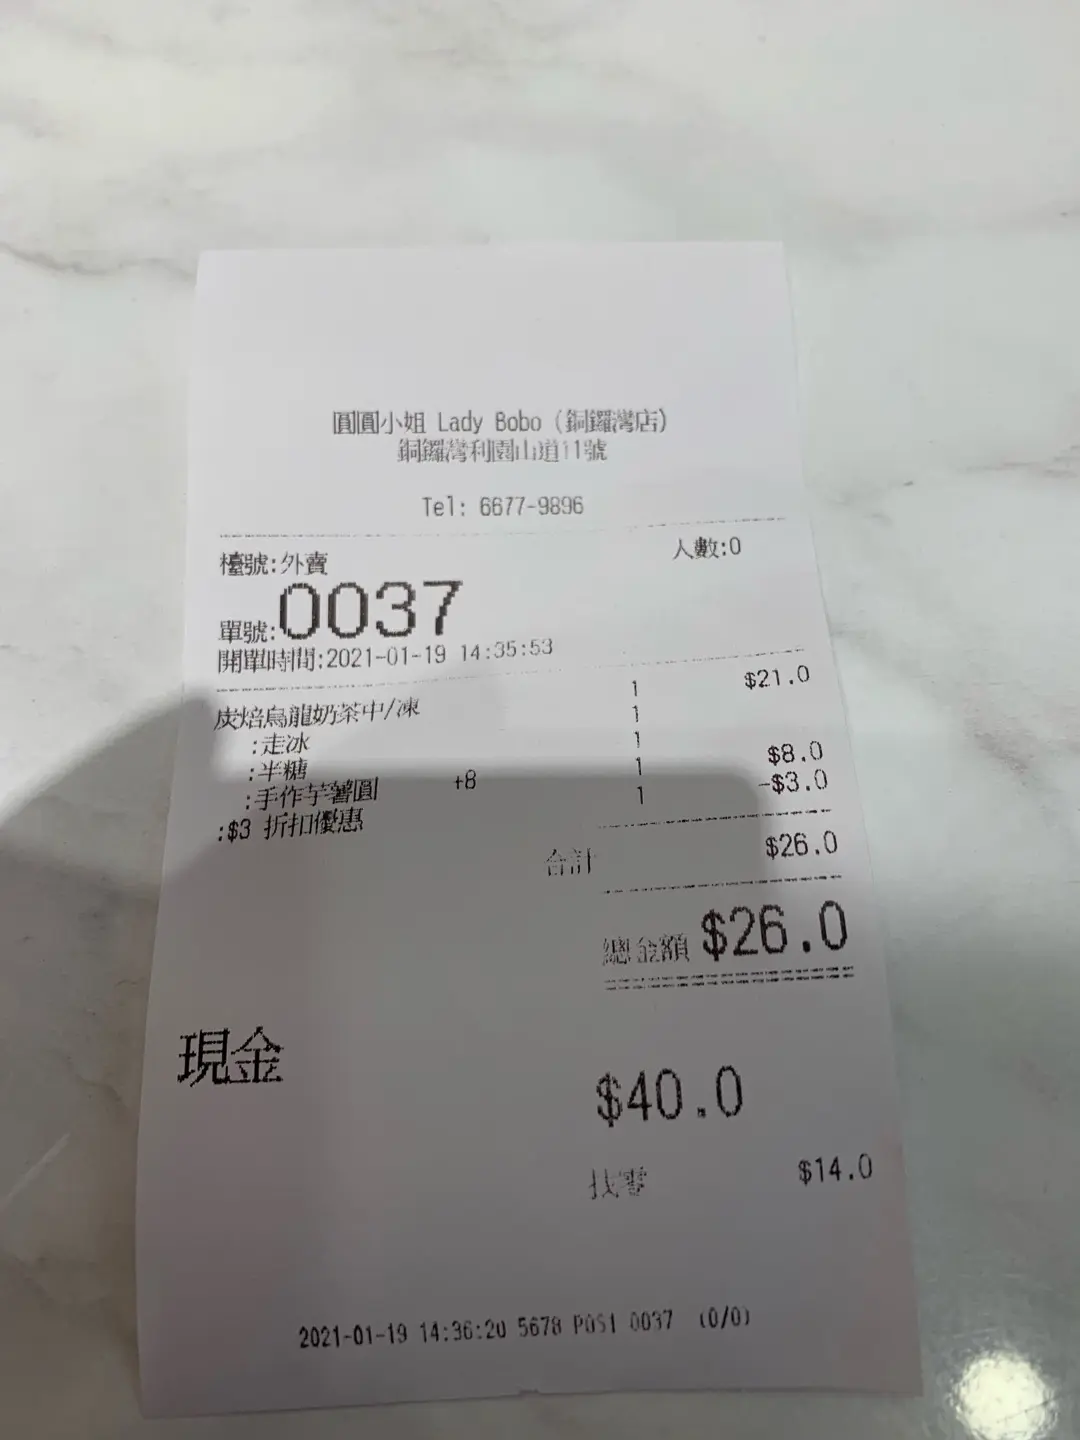 圓圓小姐 Lady Bobo (銅鑼灣店)
銅鑼灣利園山道11號
Tel: 6677-9896
檯號:外賣 人數:0
單號:0037
開單時間:2021-01-19 14:35:53
炭焙烏龍奶茶中/凍 1 $21.0
:走冰 1
:半糖 1
:手作芋薯圓 +8 1 $8.0
:$3 折扣優惠 1 -$3.0
合計 $26.0
總金額 $26.0
現金 $40.0
找零 $14.0
2021-01-19 14:36:20 5678 POS1 0037 (0/0)